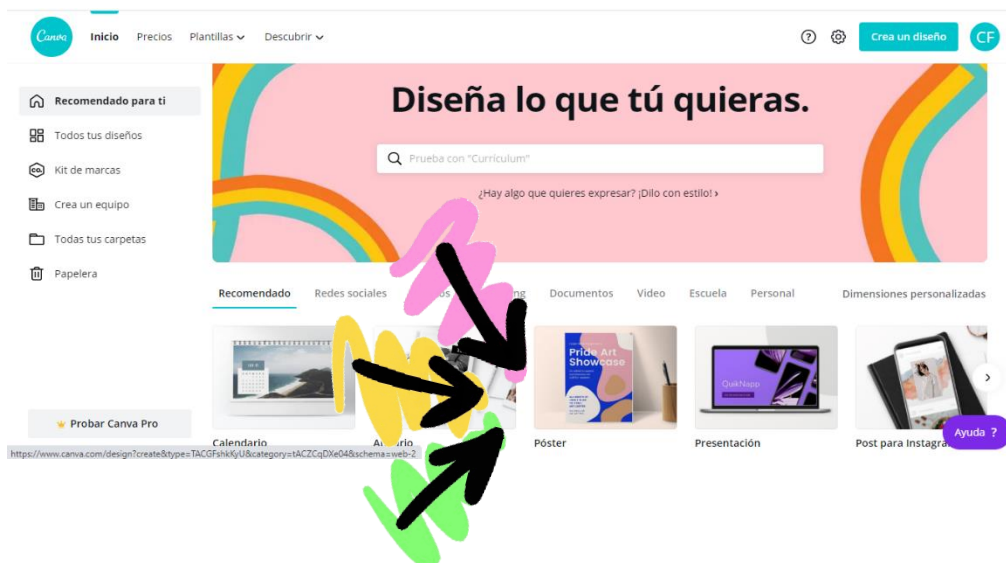 Canva Inicio Precios Plantillas Descubrir ? Crea un diseño CF
Recomendado para ti
Todos tus diseños
co. Kit de marcas
Crea un equipo
Todas tus carpetas
Papelera
Probar Canva Pro
Diseña lo que tú quieras.
Prueba con "Curriculum"
¿Hay algo que quieres expresar? ¡Dilo con estilo! ›
Recomendado Redes sociales Documentos Video Escuela Personal Dimensiones personalizadas
Pride Art
Showcase
QuikNapp
Calendario Póster Presentación Post para Instagram
Ayuda ?
https://www.canva.com/design?create&type=TACGFshkKyU&category=tACZCqDXe04&schema=web-2